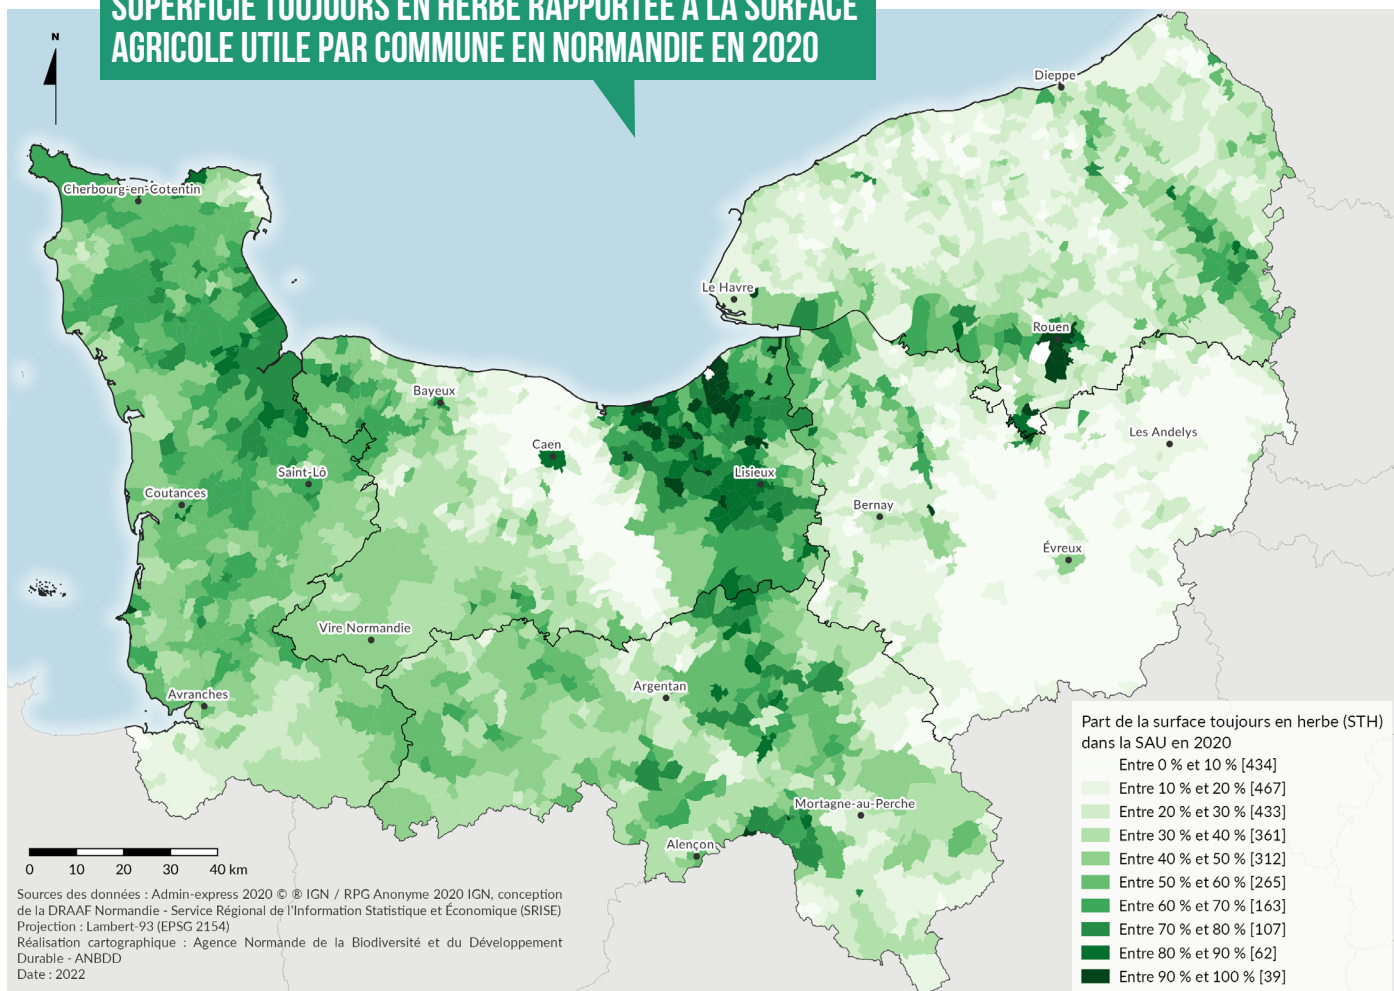 SUPERFICIE TOUJOURS EN HERBE RAPPORTÉE À LA SURFACE
AGRICOLE UTILE PAR COMMUNE EN NORMANDIE EN 2020
N
Dieppe
Cherbourg-en-Cotentin
Le Havre
Rouen
Bayeux
Les Andelys
Caen
Saint-Lô
Lisieux
Coutances
Bernay
Évreux
Vire Normandie
Argentan
Avranches
Mortagne-au-Perche
Alençon
Part de la surface toujours en herbe (STH)
dans la SAU en 2020
Entre 0 % et 10 % [434]
Entre 10 % et 20 % [467]
Entre 20 % et 30 % [433]
Entre 30 % et 40 % [361]
Entre 40 % et 50 % [312]
Entre 50 % et 60 % [265]
Entre 60 % et 70 % [163]
Entre 70 % et 80 % [107]
Entre 80 % et 90 % [62]
Entre 90 % et 100 % [39]
0 10 20 30 40 km
Sources des données : Admin-express 2020 © ® IGN / RPG Anonyme 2020 IGN, conception
de la DRAAF Normandie - Service Régional de l'Information Statistique et Économique (SRISE)
Projection : Lambert-93 (EPSG 2154)
Réalisation cartographique : Agence Normande de la Biodiversité et du Développement
Durable - ANBDD
Date : 2022